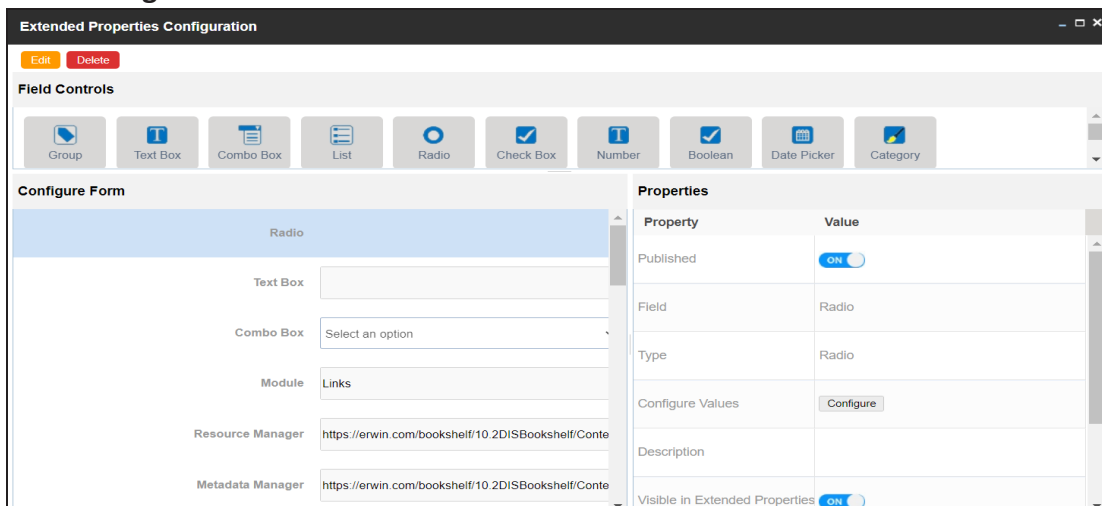 Extended Properties Configuration
Edit Delete
Field Controls
Group Text Box Combo Box List Radio Check Box Number Boolean Date Picker Category
Configure Form
Properties
Radio
Text Box
Combo Box Select an option
Module Links
Resource Manager https://erwin.com/bookshelf/10.2DISBookshelf/Conte
Metadata Manager https://erwin.com/bookshelf/10.2DISBookshelf/Conte
Property Value
Published ON
Field Radio
Type Radio
Configure Values Configure
Description
Visible in Extended Properties ON